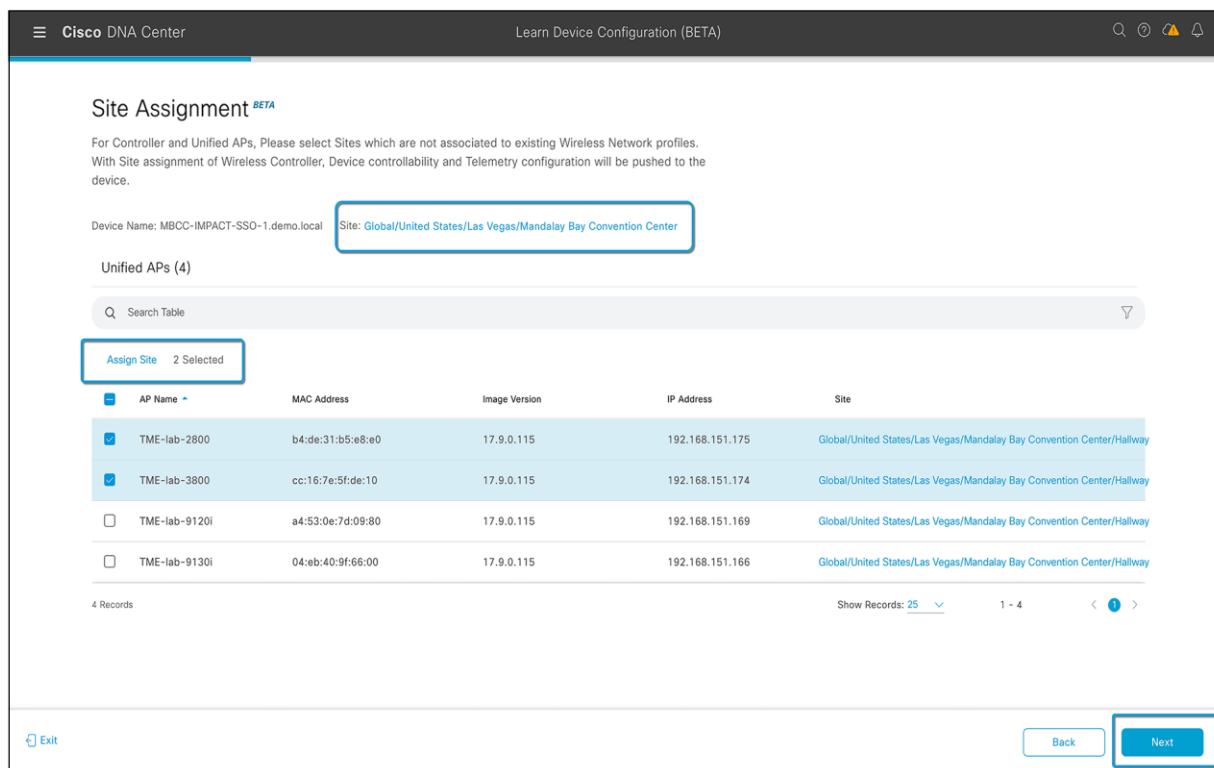 Cisco DNA Center
Learn Device Configuration (BETA)
Site Assignment BETA
For Controller and Unified APs, Please select Sites which are not associated to existing Wireless Network profiles.
With Site assignment of Wireless Controller, Device controllability and Telemetry configuration will be pushed to the
device.
Device Name: MBCC-IMPACT-SSO-1.demo.local Site: Global/United States/Las Vegas/Mandalay Bay Convention Center
Unified APs (4)
Search Table
Assign Site 2 Selected
AP Name MAC Address Image Version IP Address Site
TME-lab-2800 b4:de:31:b5:e8:e0 17.9.0.115 192.168.151.175 Global/United States/Las Vegas/Mandalay Bay Convention Center/Hallway
TME-lab-3800 cc:16:7e:5f:de:10 17.9.0.115 192.168.151.174 Global/United States/Las Vegas/Mandalay Bay Convention Center/Hallway
TME-lab-9120i a4:53:0e:7d:09:80 17.9.0.115 192.168.151.169 Global/United States/Las Vegas/Mandalay Bay Convention Center/Hallway
TME-lab-9130i 04:eb:40:9f:66:00 17.9.0.115 192.168.151.166 Global/United States/Las Vegas/Mandalay Bay Convention Center/Hallway
4 Records Show Records: 25 1 - 4 1
Exit Back Next